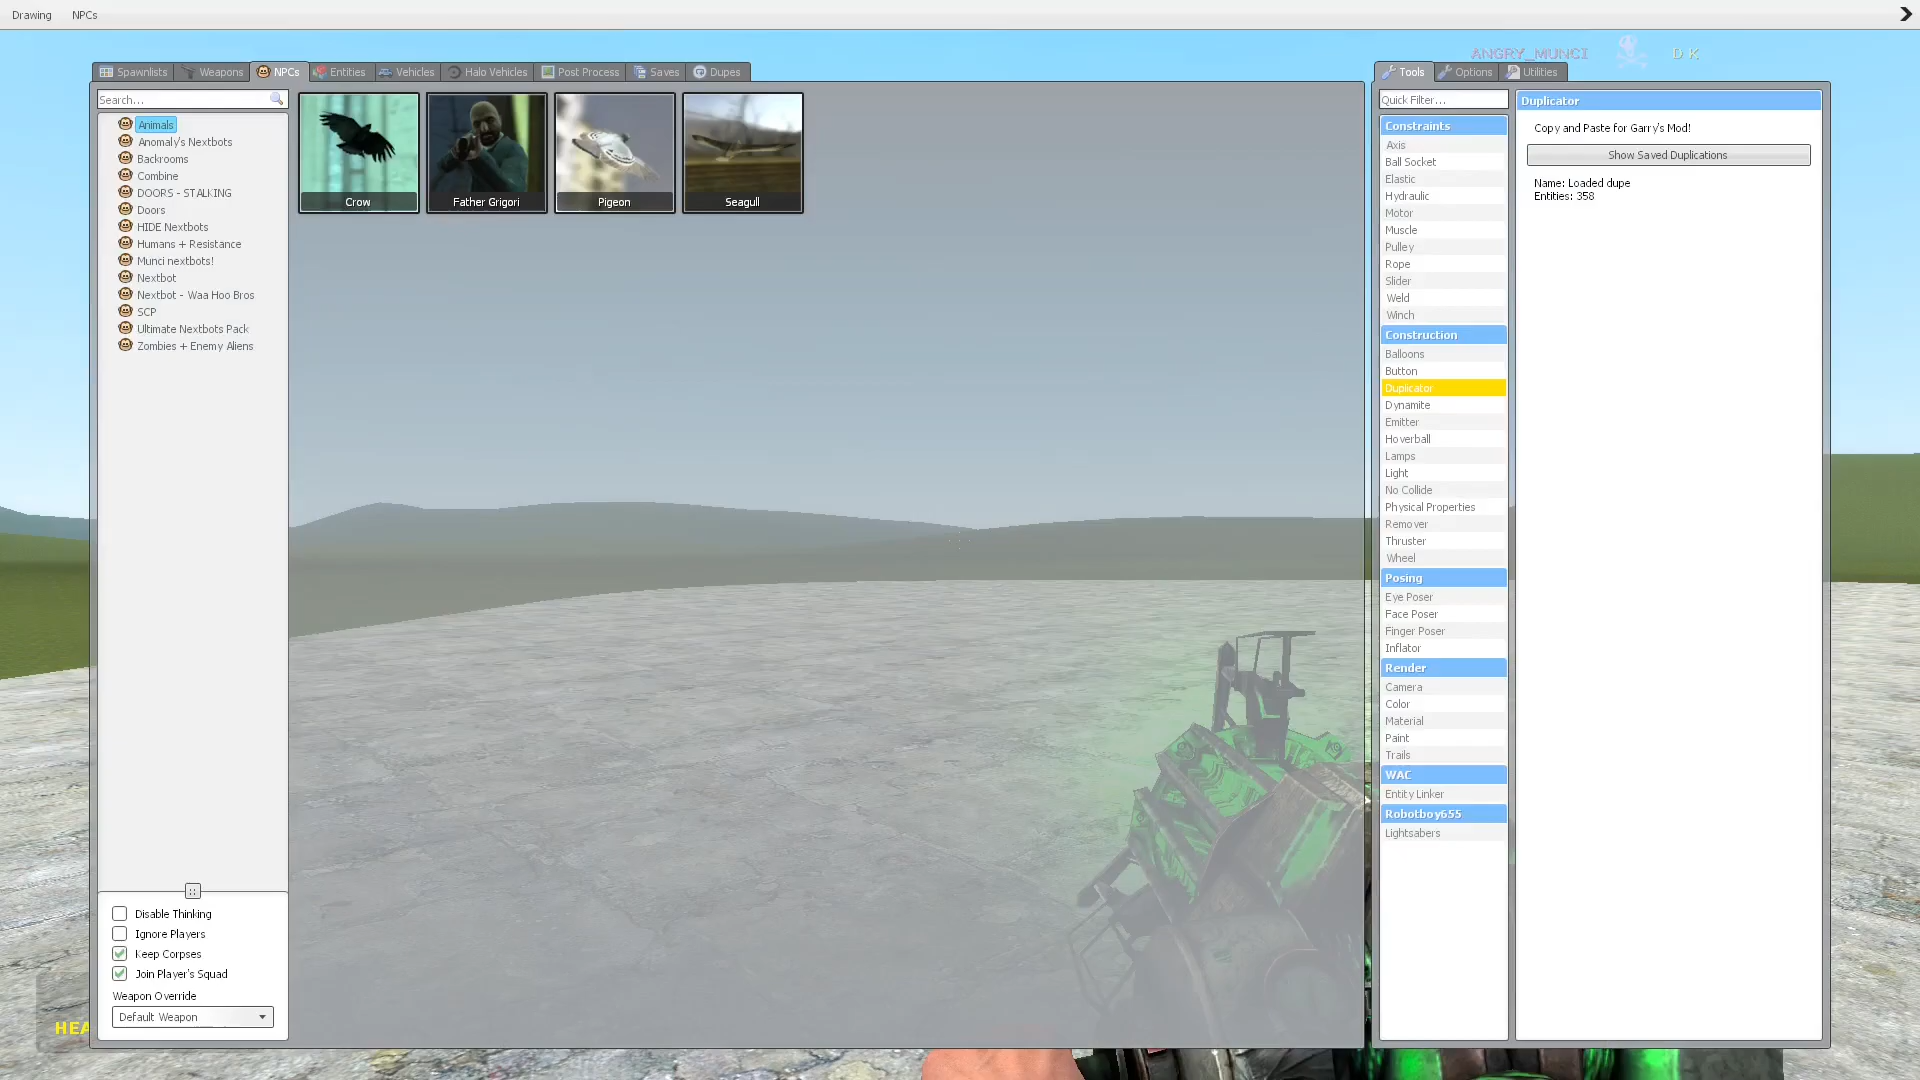 Drawing NPCs
ANGRY_MUNCI D K
Spawnlists Weapons NPCs Entities Vehicles Halo Vehicles Post Process Saves Dupes
Search...
Animals
Anomaly's Nextbots
Backrooms
Combine
DOORS - STALKING
Doors
HIDE Nextbots
Humans + Resistance
Munci nextbots!
Nextbot
Nextbot - Waa Hoo Bros
SCP
Ultimate Nextbots Pack
Zombies + Enemy Aliens
Crow Father Grigori Pigeon Seagull
Disable Thinking
Ignore Players
Keep Corpses
Join Player's Squad
Weapon Override
Default Weapon
Tools Options Utilities
Quick Filter...
Constraints
Axis
Ball Socket
Elastic
Hydraulic
Motor
Muscle
Pulley
Rope
Slider
Weld
Winch
Construction
Balloons
Button
Duplicator
Dynamite
Emitter
Hoverball
Lamps
Light
No Collide
Physical Properties
Remover
Thruster
Wheel
Posing
Eye Poser
Face Poser
Finger Poser
Inflator
Render
Camera
Color
Material
Paint
Trails
WAC
Entity Linker
Robotboy655
Lightsabers
Duplicator
Copy and Paste for Garry's Mod!
Show Saved Duplications
Name: Loaded dupe
Entities: 358
HEA